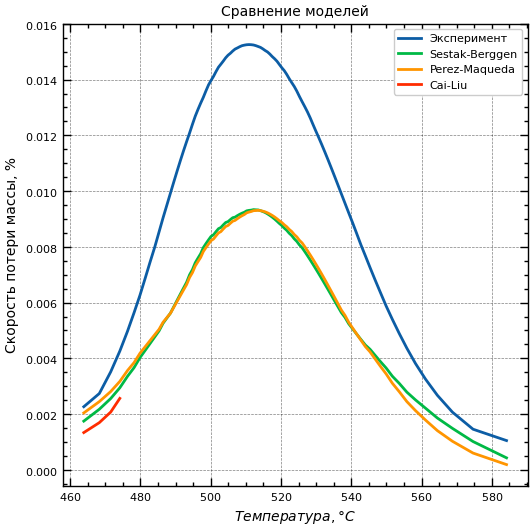 Сравнение моделей
Эксперимент
Sestak-Berggen
Perez-Maqueda
Cai-Liu
Скорость потери массы, %
0.016
0.014
0.012
0.010
0.008
0.006
0.004
0.002
0.000
460 480 500 520 540 560 580
Температура, °C